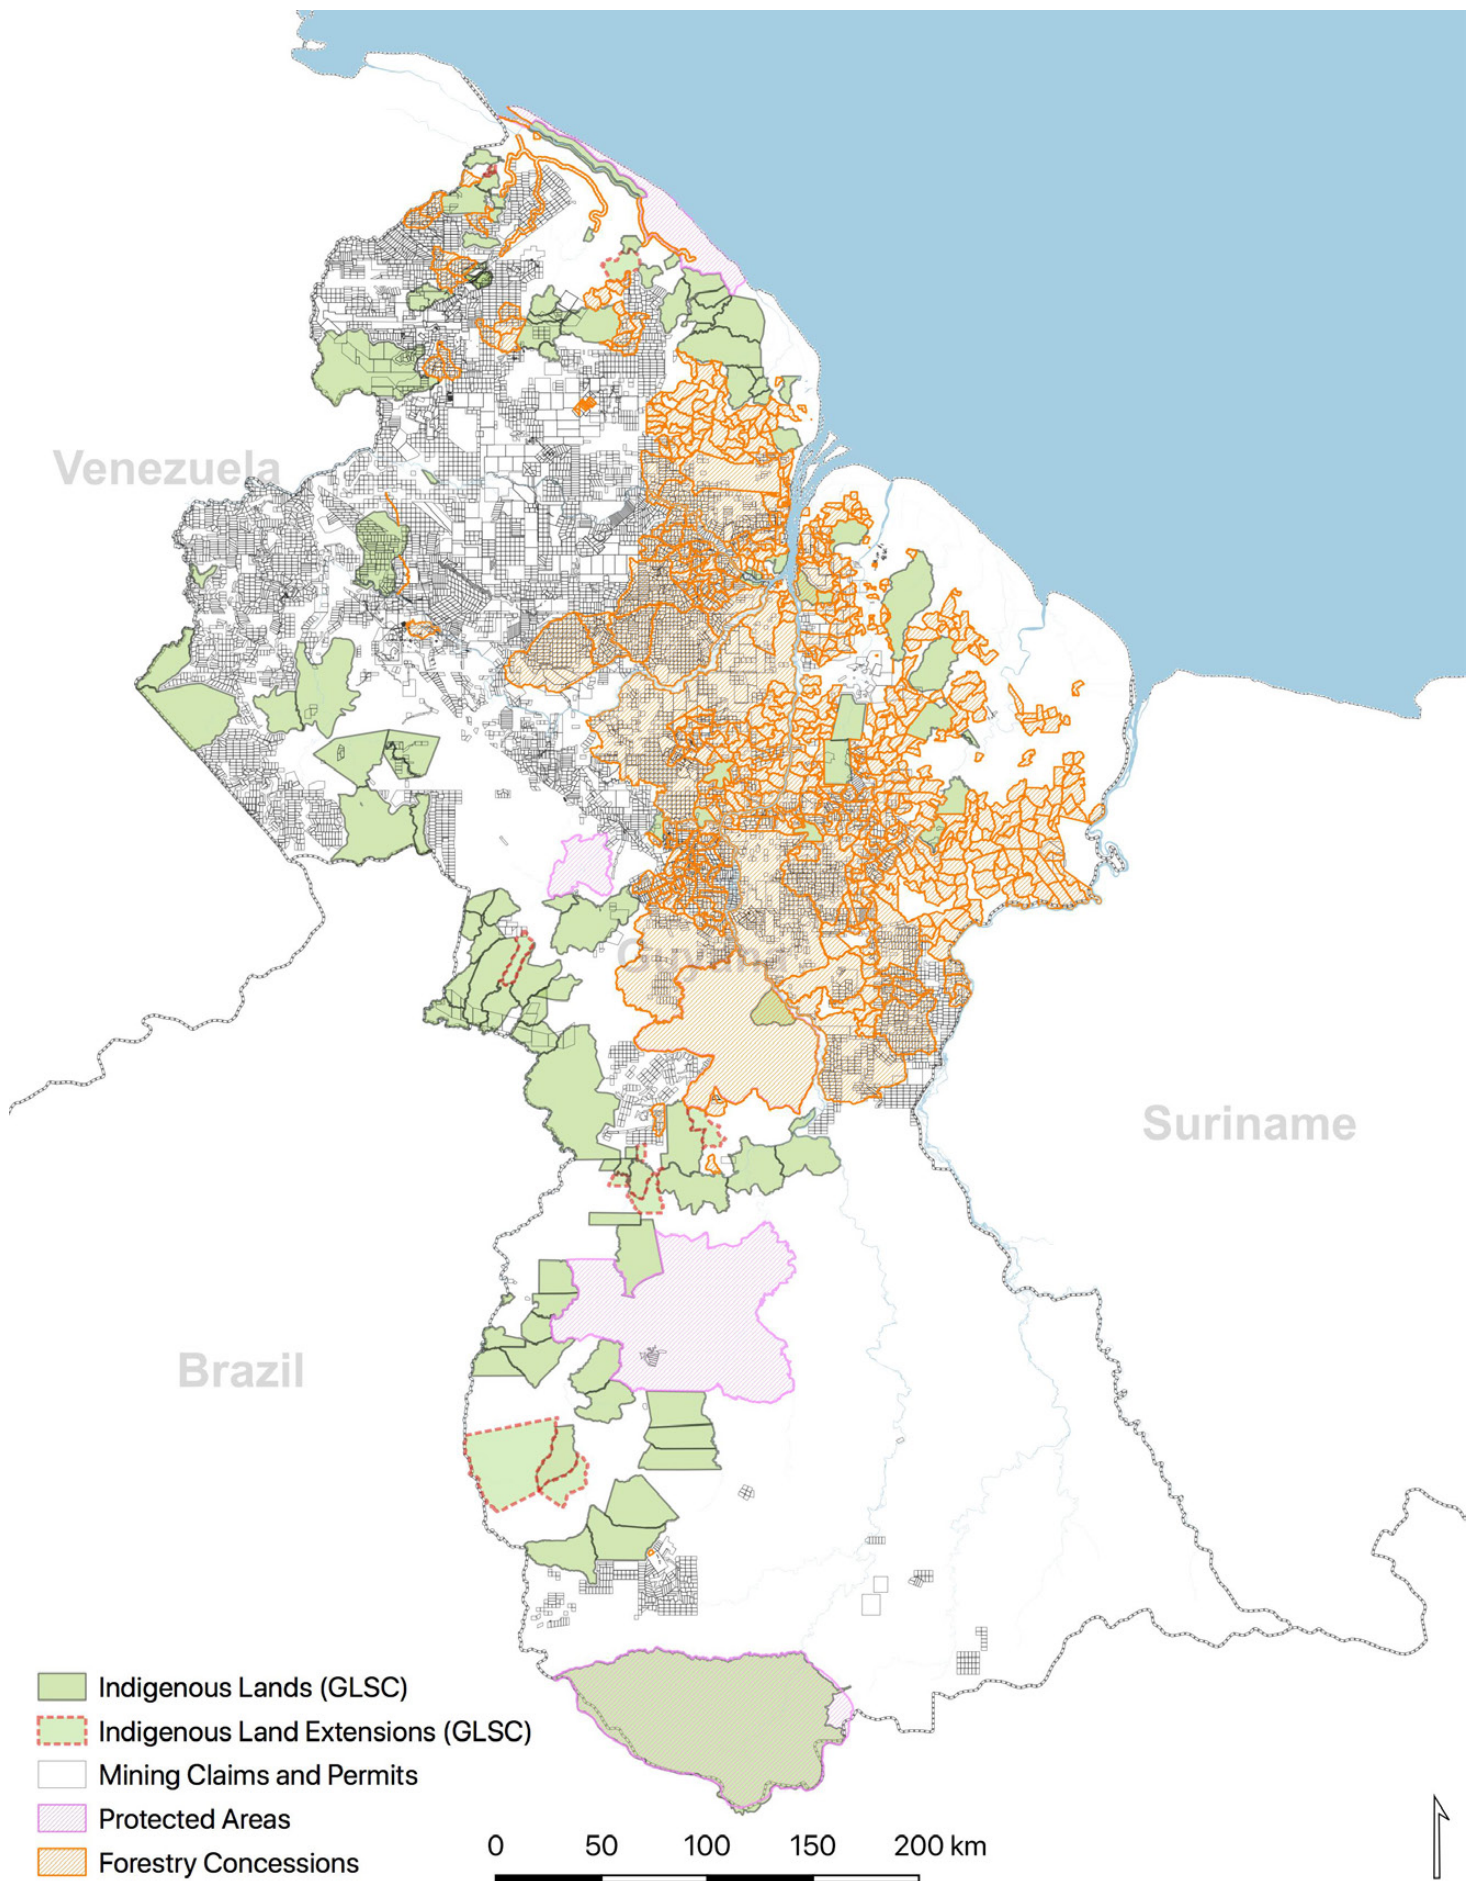 Venezuela
Guyana
Suriname
Brazil
Indigenous Lands (GLSC)
Indigenous Land Extensions (GLSC)
Mining Claims and Permits
Protected Areas
Forestry Concessions
0 50 100 150 200 km